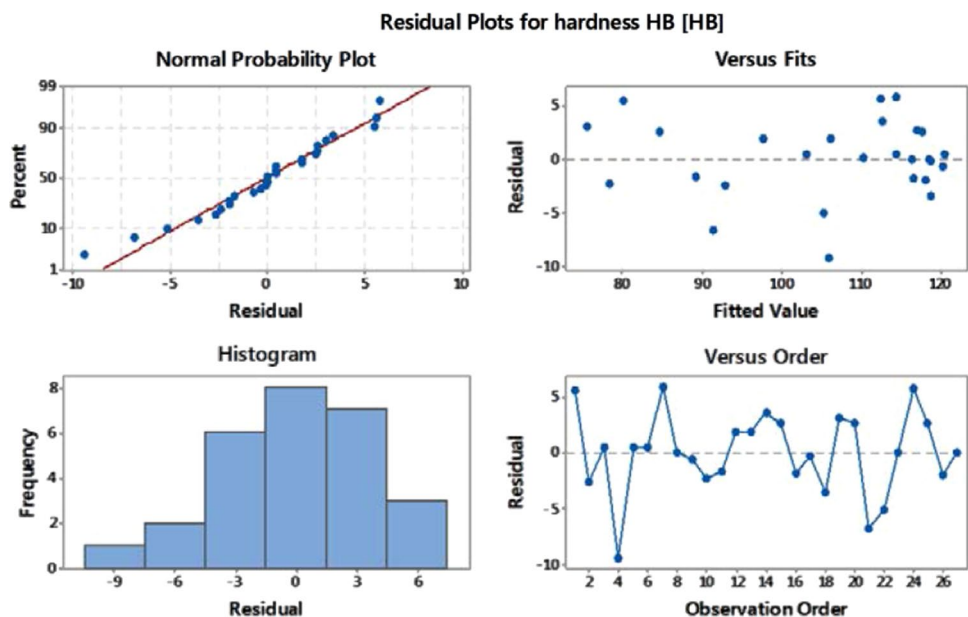 Residual Plots for hardness HB [HB]
Normal Probability Plot
99
90
50
10
1
Percent
-10 -5 0 5 10
Residual
Versus Fits
5
0
-5
-10
Residual
80 90 100 110 120
Fitted Value
Histogram
8
6
4
2
0
Frequency
-9 -6 -3 0 3 6
Residual
Versus Order
5
0
-5
-10
Residual
2 4 6 8 10 12 14 16 18 20 22 24 26
Observation Order